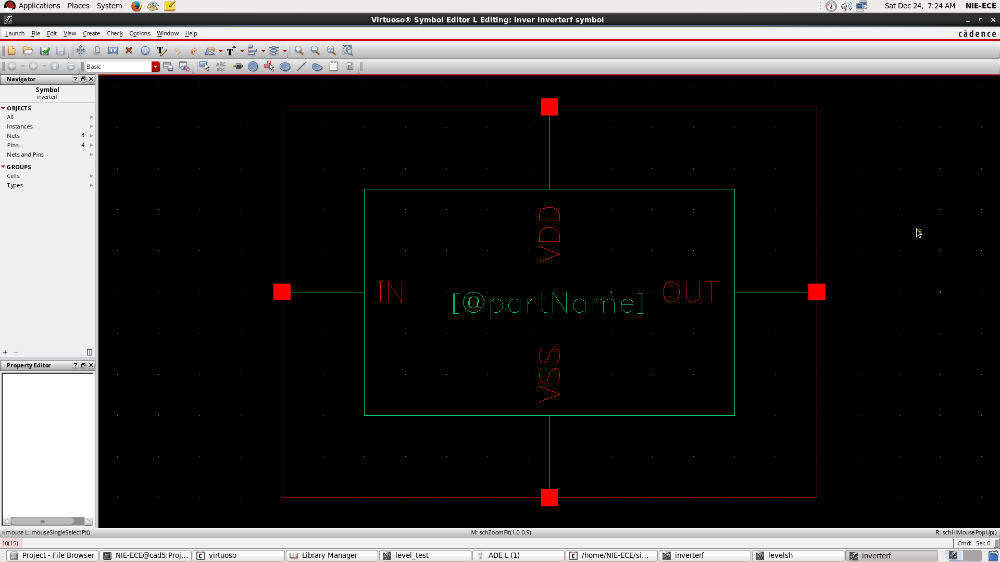 Applications Places System Sat Dec 24, 7:24 AM NIE-ECE
Virtuoso® Symbol Editor L Editing: inver inverterf symbol
Launch File Edit View Create Check Options Window Help cādence
Basic
Navigator
Symbol
inverterf
OBJECTS
All
Instances
Nets 4
Pins 4
Nets and Pins
GROUPS
Cells
Types
Property Editor
VDD
IN
OUT
[@partName]
VSS
mouse L: mouseSingleSelectPt() M: schZoomFit(1.0 0.9) R: schHiMousePopUp()
10(15) Cmd: Sel: 0
Project - File Browser NIE-ECE@cad5:Proj... virtuoso Library Manager level_test ADE L (1) /home/NIE-ECE/si... inverterf levelsh inverterf